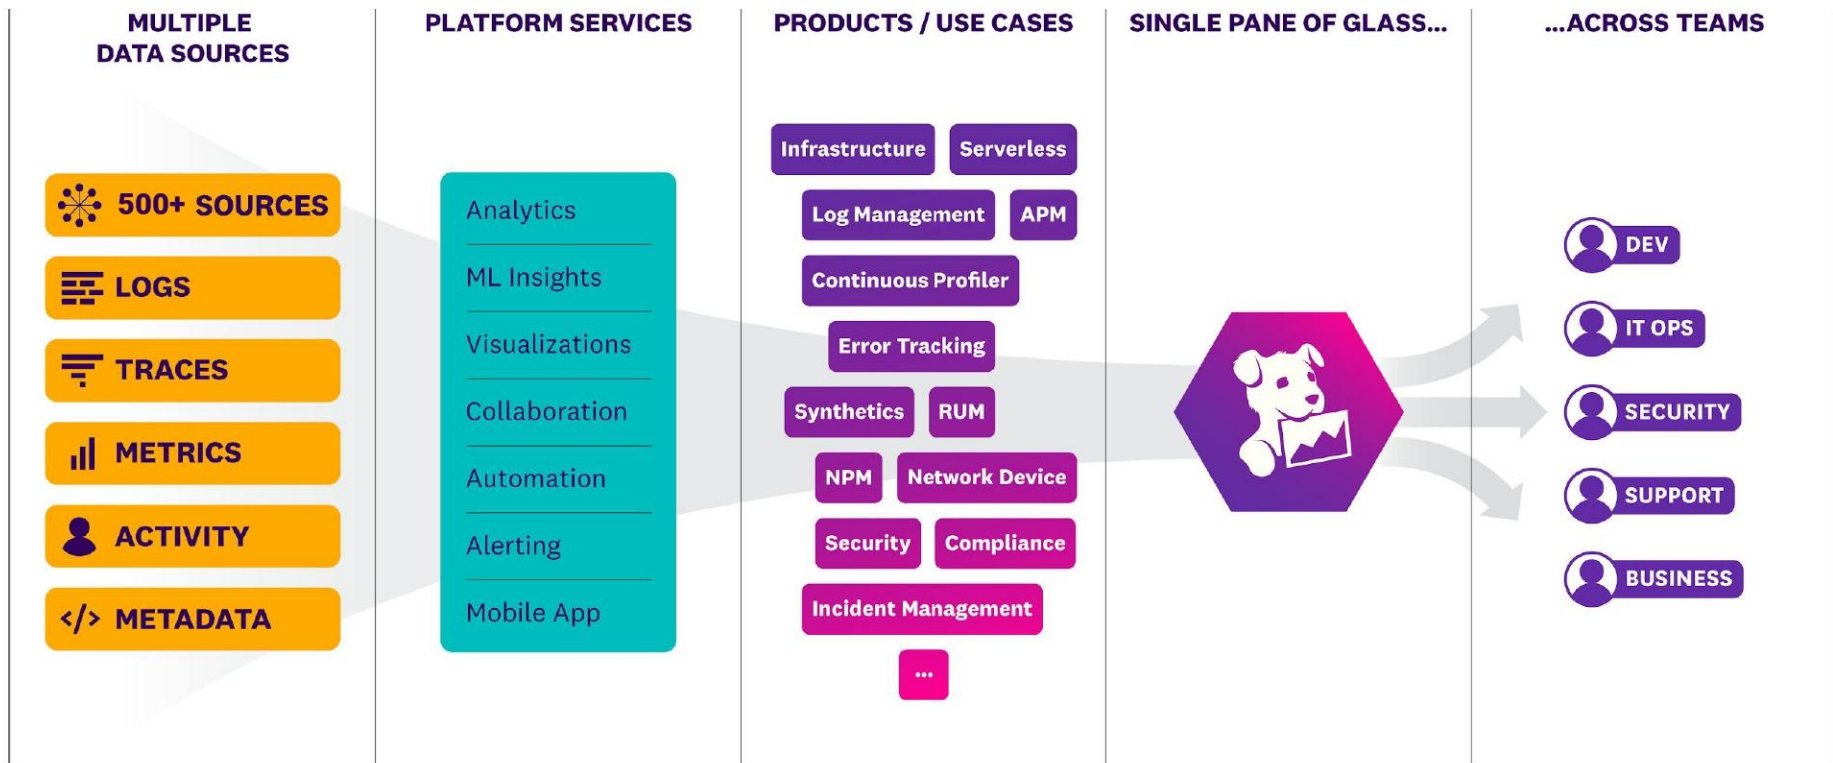 MULTIPLE
DATA SOURCES
500+ SOURCES
LOGS
TRACES
METRICS
ACTIVITY
</> METADATA
PLATFORM SERVICES
Analytics
ML Insights
Visualizations
Collaboration
Automation
Alerting
Mobile App
PRODUCTS / USE CASES
Infrastructure
Serverless
Log Management
APM
Continuous Profiler
Error Tracking
Synthetics
RUM
NPM
Network Device
Security
Compliance
Incident Management
...
SINGLE PANE OF GLASS...
...ACROSS TEAMS
DEV
IT OPS
SECURITY
SUPPORT
BUSINESS